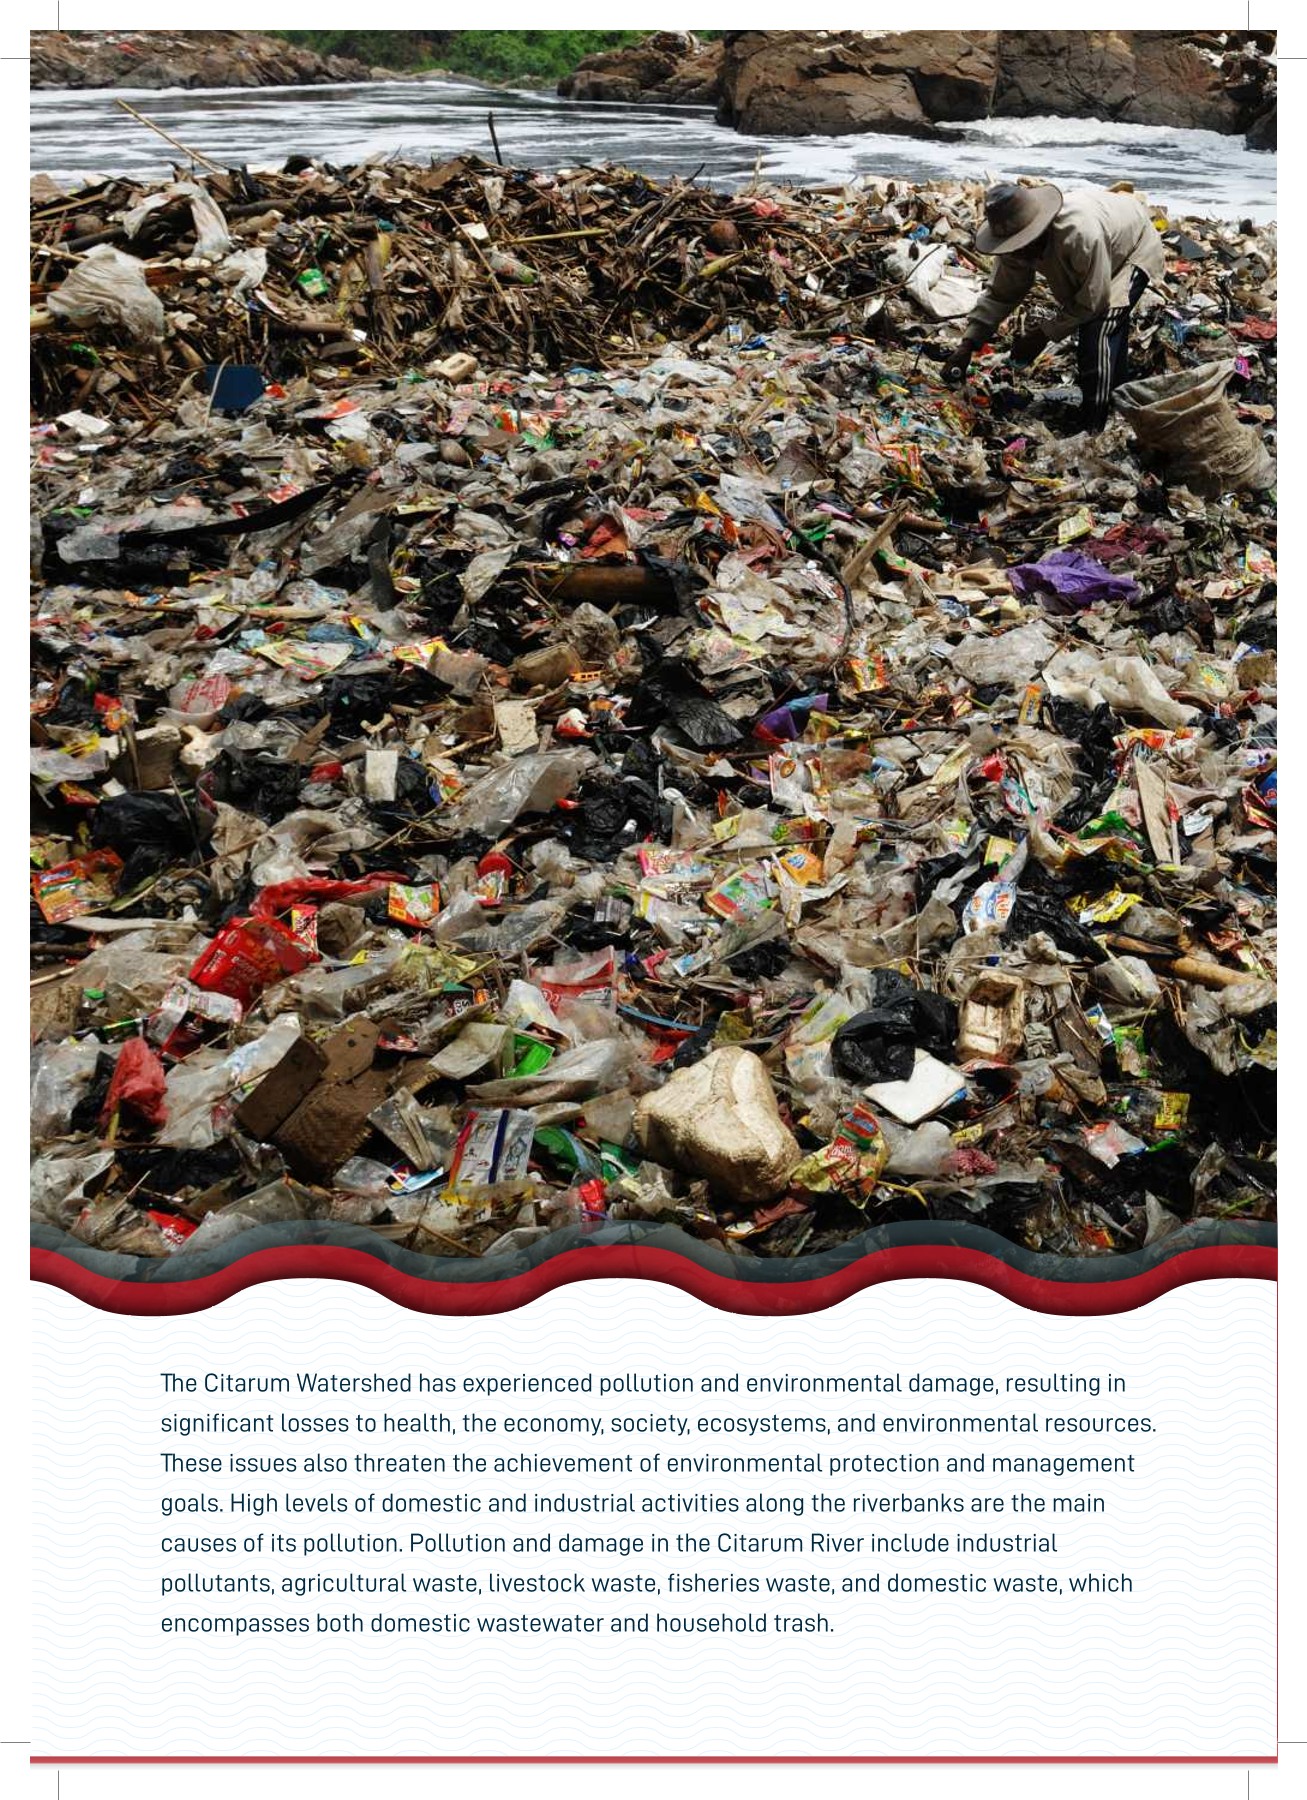 The Citarum Watershed has experienced pollution and environmental damage, resulting in
significant losses to health, the economy, society, ecosystems, and environmental resources.
These issues also threaten the achievement of environmental protection and management
goals. High levels of domestic and industrial activities along the riverbanks are the main
causes of its pollution. Pollution and damage in the Citarum River include industrial
pollutants, agricultural waste, livestock waste, fisheries waste, and domestic waste, which
encompasses both domestic wastewater and household trash.